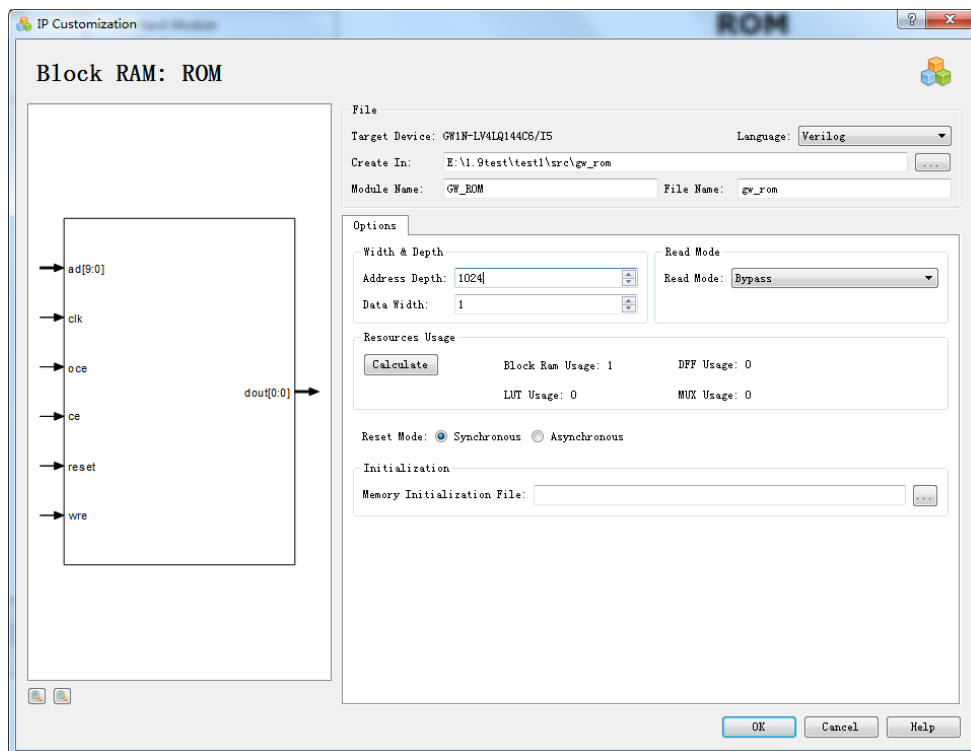 IP Customization
ROM
Block RAM: ROM
File
Target Device: GW1N-LV4LQ144C6/I5 Language: Verilog
Create In: E:\1.9test\test1\src\gw_rom ...
Module Name: GW_ROM File Name: gw_rom
Options
Width & Depth Read Mode
Address Depth: 1024 Read Mode: Bypass
Data Width: 1
Resources Usage
Calculate Block Ram Usage: 1 DFF Usage: 0
LUT Usage: 0 MUX Usage: 0
Reset Mode: Synchronous Asynchronous
Initialization
Memory Initialization File: ...
ad[9:0]
clk
oce
dout[0:0]
ce
reset
wre
OK Cancel Help